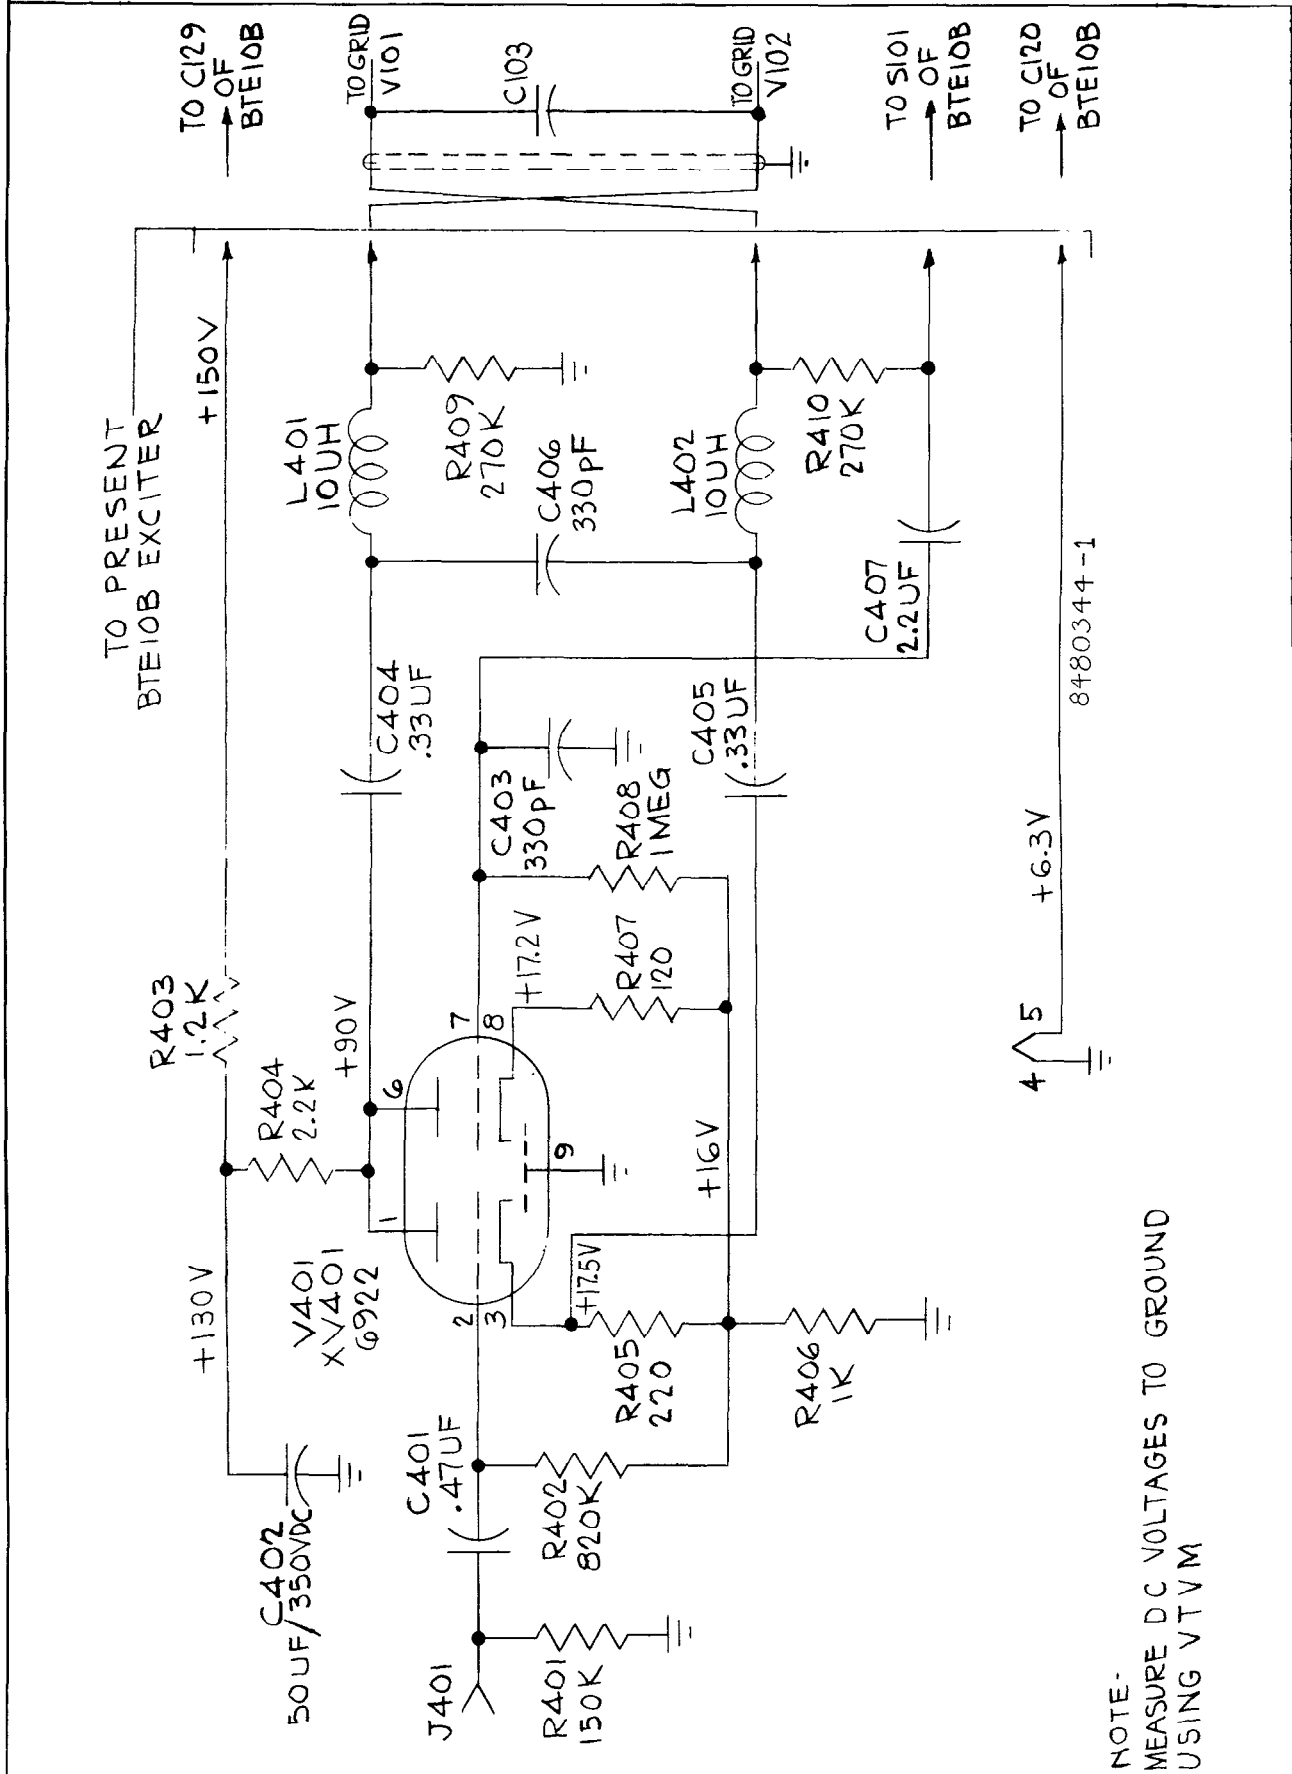 TO PRESENT
BTE10B EXCITER
TO C129
OF
BTE10B
+150V
+130V
R403
1.2K
C402
50UF/350VDC
R404
2.2K
+90V
V401
XV401
6922
1
6
2
3
7
8
9
J401
R401
150K
C401
.47UF
R402
820K
+17.5V
R405
220
R406
1K
+16V
+17.2V
R407
120
R408
1MEG
C403
330pF
C404
.33UF
C405
.33UF
L401
10UH
R409
270K
C406
330pF
L402
10UH
R410
270K
C407
2.2UF
TO GRID
V101
C103
TO GRID
V102
TO S101
OF
BTE10B
TO C120
OF
BTE10B
4
5
+6.3V
8480344-1
NOTE-
MEASURE DC VOLTAGES TO GROUND
USING VTVM